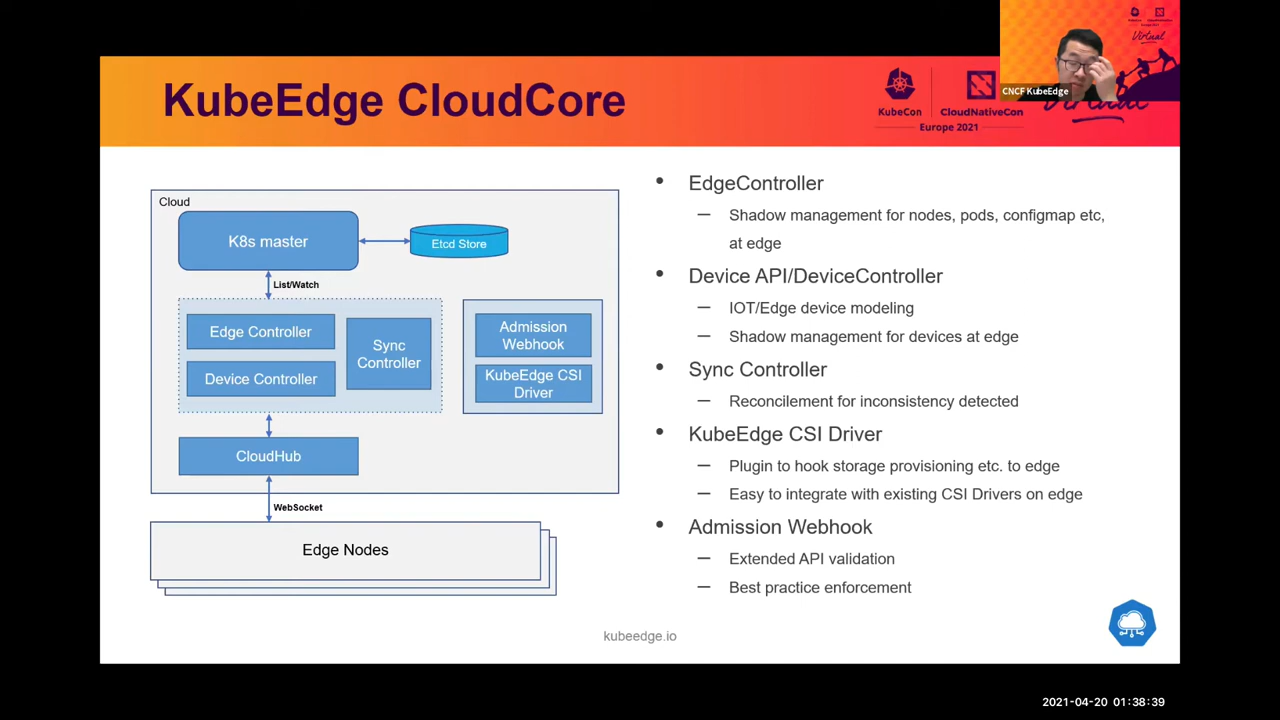 KubeEdge CloudCore
KubeCon
CloudNativeCon
Europe 2021
Virtual
Virtual
CNCF KubeEdge
Cloud
K8s master
Etcd Store
List/Watch
Edge Controller
Device Controller
Sync
Controller
Admission
Webhook
KubeEdge CSI
Driver
CloudHub
WebSocket
Edge Nodes
• EdgeController
– Shadow management for nodes, pods, configmap etc,
at edge
• Device API/DeviceController
– IOT/Edge device modeling
– Shadow management for devices at edge
• Sync Controller
– Reconcilement for inconsistency detected
• KubeEdge CSI Driver
– Plugin to hook storage provisioning etc. to edge
– Easy to integrate with existing CSI Drivers on edge
• Admission Webhook
– Extended API validation
– Best practice enforcement
kubeedge.io
2021-04-20 01:38:39